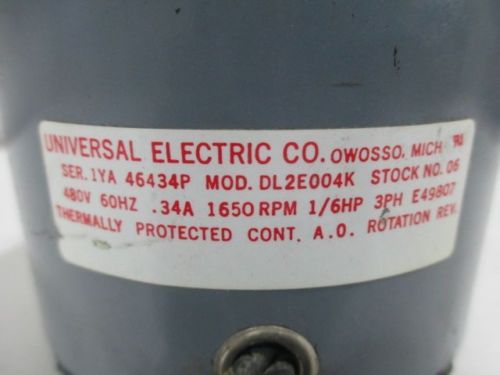 UNIVERSAL ELECTRIC CO. OWOSSO, MICH
SER. 1YA 46434P MOD. DL2E004K STOCK NO. 06
480V 60HZ .34A 1650 RPM 1/6HP 3PH E49807
THERMALLY PROTECTED CONT. A.O. ROTATION REV.